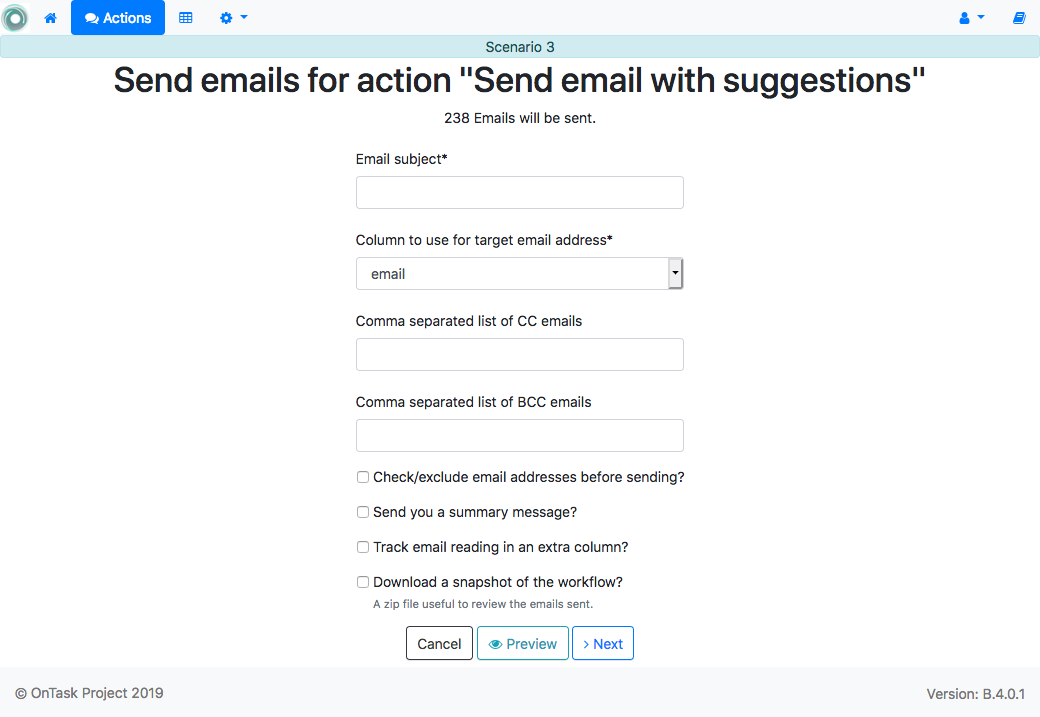 Actions
Scenario 3
Send emails for action "Send email with suggestions"
238 Emails will be sent.
Email subject*
Column to use for target email address*
email
Comma separated list of CC emails
Comma separated list of BCC emails
Check/exclude email addresses before sending?
Send you a summary message?
Track email reading in an extra column?
Download a snapshot of the workflow?
A zip file useful to review the emails sent.
Cancel Preview Next
© OnTask Project 2019 Version: B.4.0.1